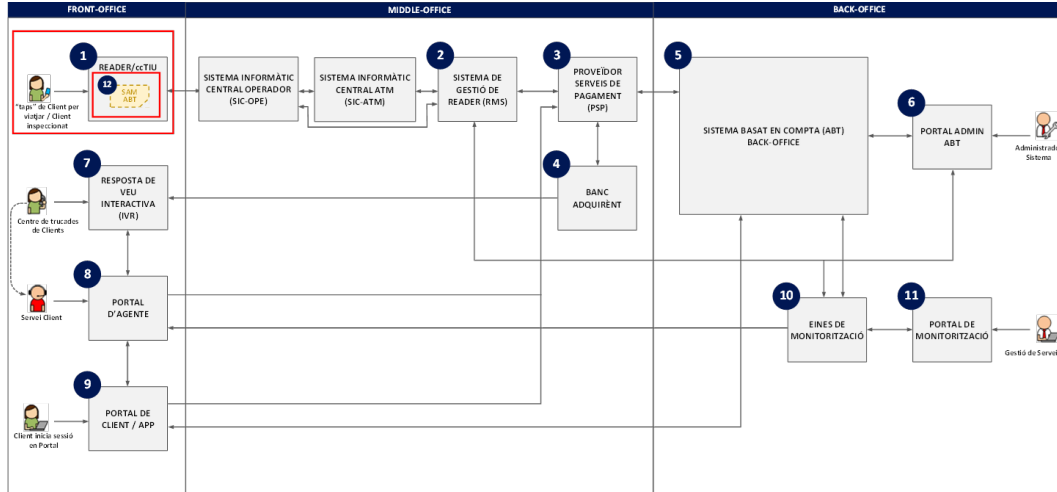 FRONT-OFFICE
MIDDLE-OFFICE
BACK-OFFICE
1
READER/ccTIU
12
SAM
ABT
"taps" de Client per
viatjar / Client
inspeccionat
SISTEMA INFORMÀTIC
CENTRAL OPERADOR
(SIC-OPE)
SISTEMA INFORMÀTIC
CENTRAL ATM
(SIC-ATM)
2
SISTEMA DE
GESTIÓ DE
READER (RMS)
3
PROVEÏDOR
SERVEIS DE
PAGAMENT (PSP)
4
BANC
ADQUIRÈNT
5
SISTEMA BASAT EN COMPTA (ABT)
BACK-OFFICE
6
PORTAL ADMIN
ABT
Administrado
Sistema
7
RESPOSTA DE
VEU
INTERACTIVA
(IVR)
Centre de trucades
de Clients
8
PORTAL
D'AGENTE
Servei Client
9
PORTAL DE
CLIENT / APP
Client inicia sessió
en Portal
10
EINES DE
MONITORITZACIÓ
11
PORTAL DE
MONITORITZACIÓ
Gestió de Servei